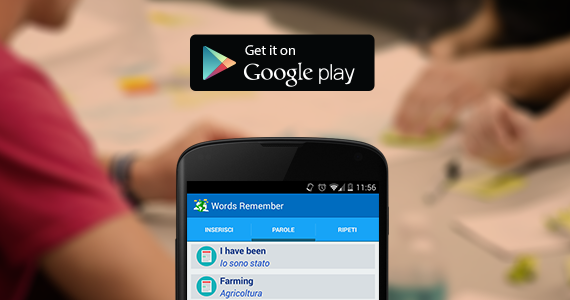 Get it on
Google play
11:56
Words Remember
INSERISCI PAROLE RIPETI
I have been
Io sono stato
Farming
Agricoltura